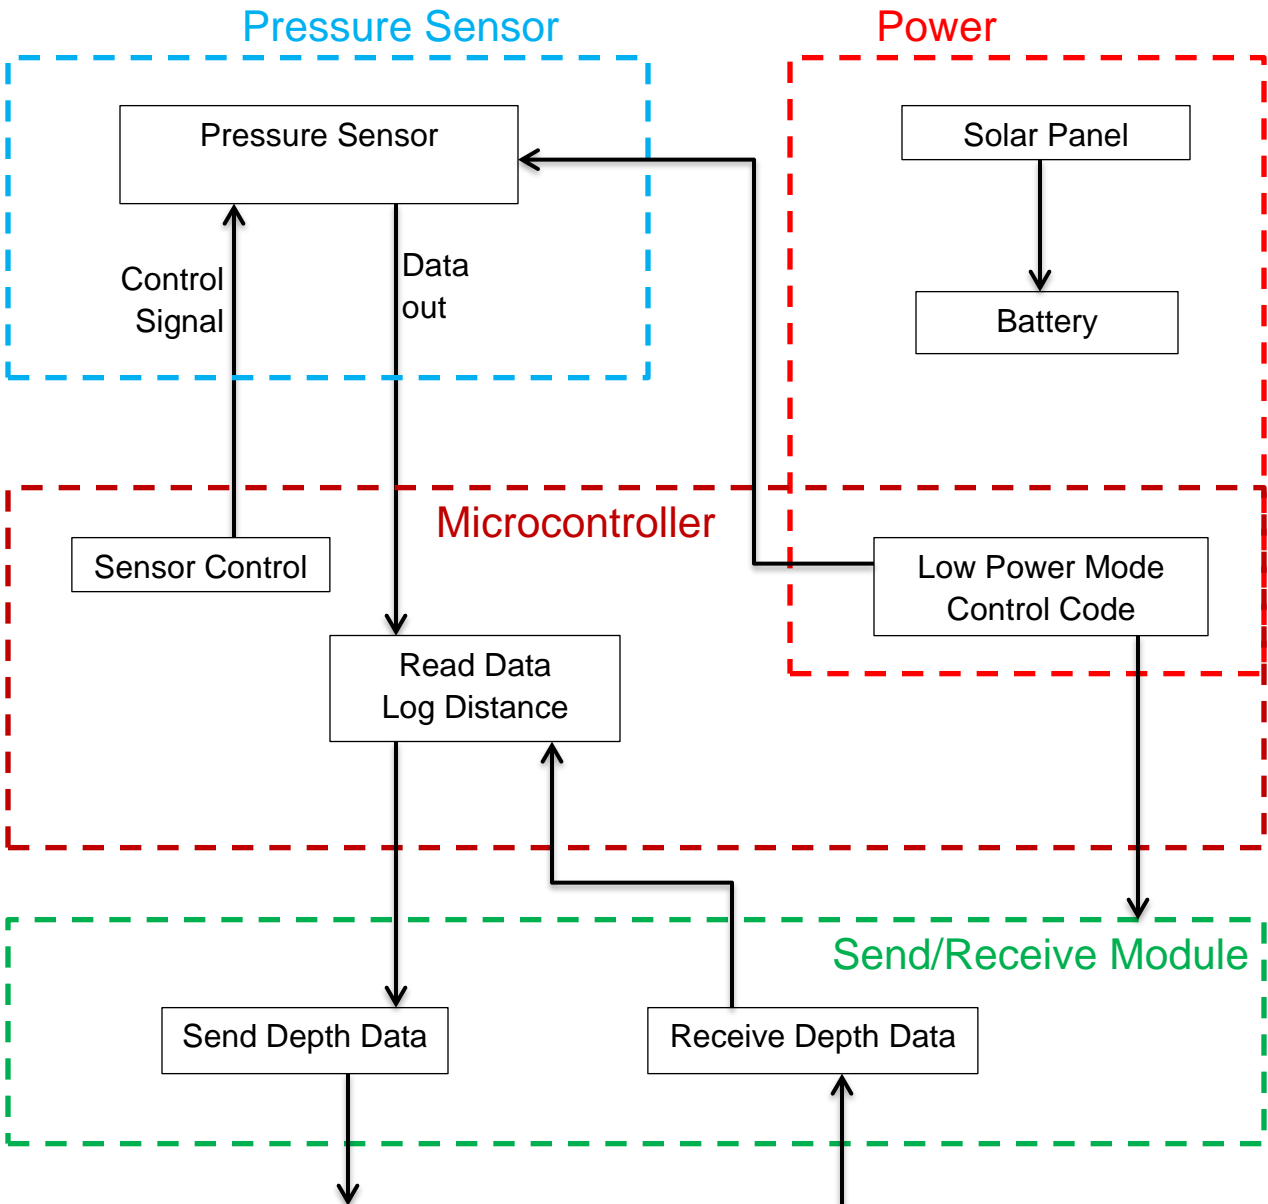 Pressure Sensor
Power
Pressure Sensor
Solar Panel
Control
Signal
Data
out
Battery
Microcontroller
Sensor Control
Low Power Mode
Control Code
Read Data
Log Distance
Send/Receive Module
Send Depth Data
Receive Depth Data